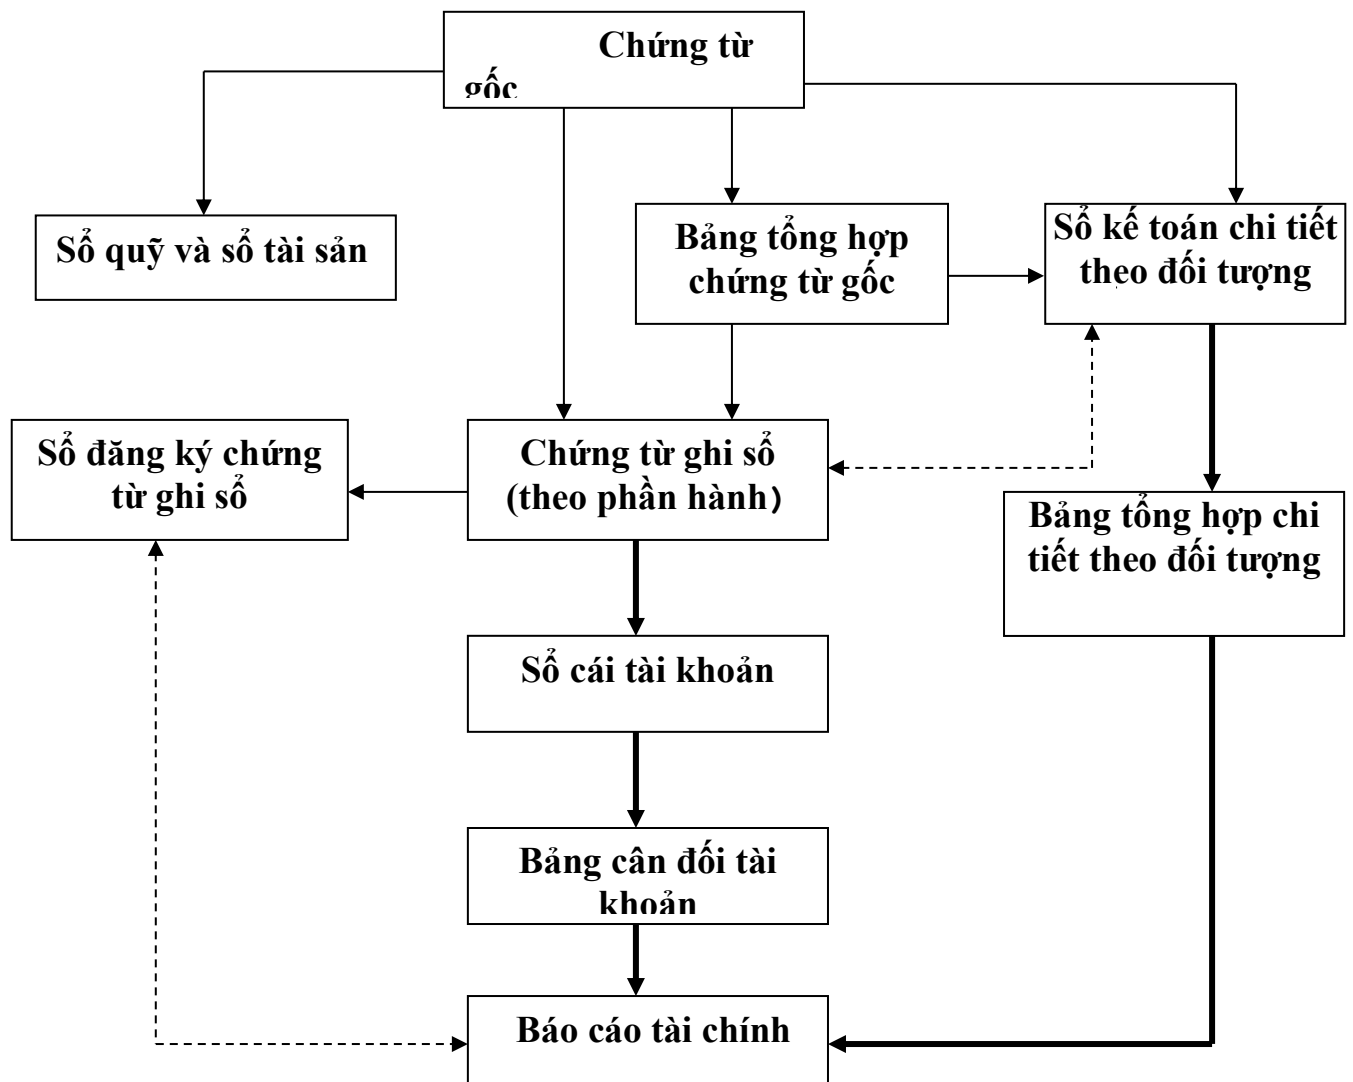 Chứng từ
gốc
Sổ quỹ và sổ tài sản
Bảng tổng hợp
chứng từ gốc
Sổ kế toán chi tiết
theo đối tượng
Sổ đăng ký chứng
từ ghi sổ
Chứng từ ghi sổ
(theo phần hành)
Bảng tổng hợp chi
tiết theo đối tượng
Sổ cái tài khoản
Bảng cân đối tài
khoản
Báo cáo tài chính